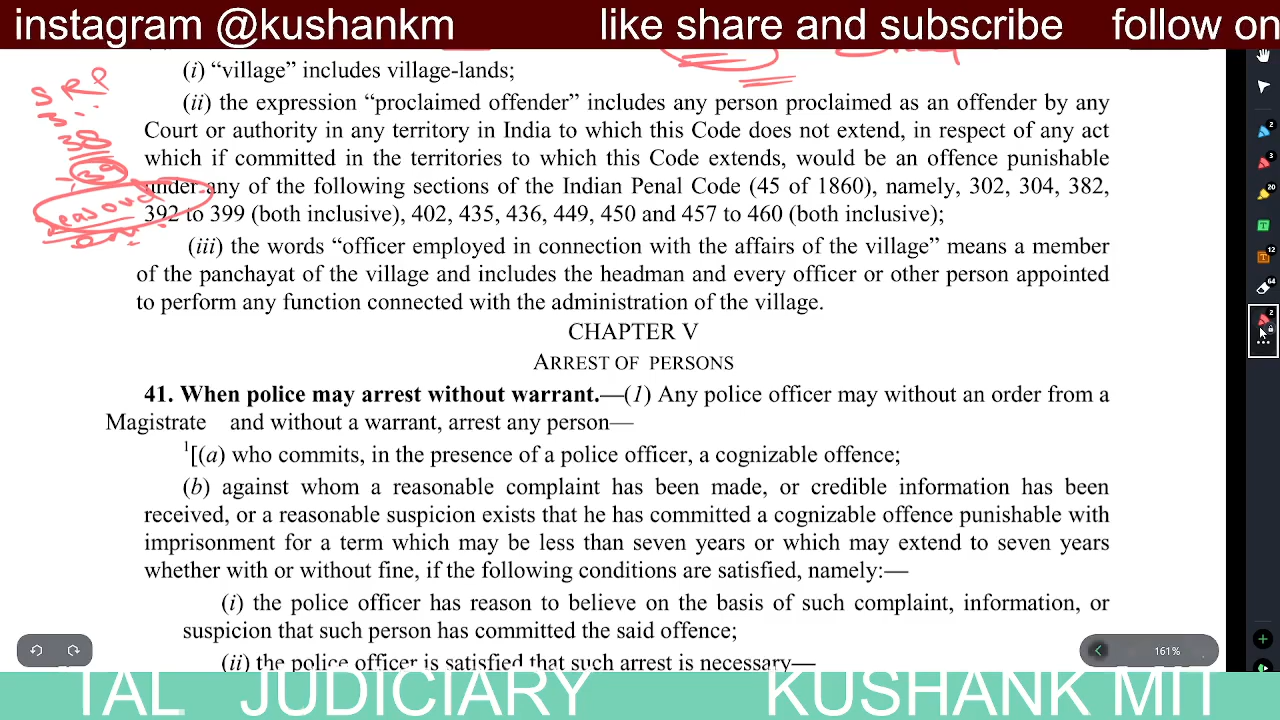 instagram @kushankm like share and subscribe follow on
(i) “village” includes village-lands;
(ii) the expression “proclaimed offender” includes any person proclaimed as an offender by any
Court or authority in any territory in India to which this Code does not extend, in respect of any act
which if committed in the territories to which this Code extends, would be an offence punishable
under any of the following sections of the Indian Penal Code (45 of 1860), namely, 302, 304, 382,
392 to 399 (both inclusive), 402, 435, 436, 449, 450 and 457 to 460 (both inclusive);
(iii) the words “officer employed in connection with the affairs of the village” means a member
of the panchayat of the village and includes the headman and every officer or other person appointed
to perform any function connected with the administration of the village.
CHAPTER V
ARREST OF PERSONS
41. When police may arrest without warrant.—(1) Any police officer may without an order from a
Magistrate and without a warrant, arrest any person—
1[(a) who commits, in the presence of a police officer, a cognizable offence;
(b) against whom a reasonable complaint has been made, or credible information has been
received, or a reasonable suspicion exists that he has committed a cognizable offence punishable with
imprisonment for a term which may be less than seven years or which may extend to seven years
whether with or without fine, if the following conditions are satisfied, namely:—
(i) the police officer has reason to believe on the basis of such complaint, information, or
suspicion that such person has committed the said offence;
(ii) the police officer is satisfied that such arrest is necessary—
161%
TAL JUDICIARY KUSHANK MIT